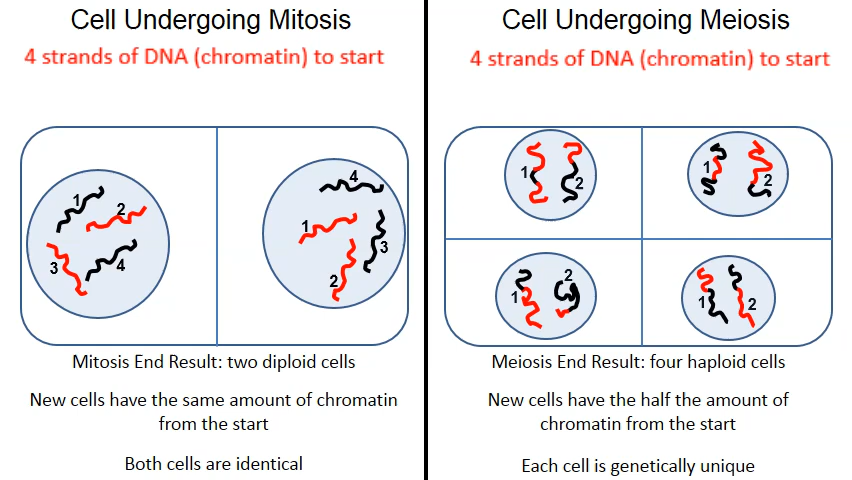 Cell Undergoing Mitosis
4 strands of DNA (chromatin) to start
1
2
3
4
4
1
3
2
Mitosis End Result: two diploid cells
New cells have the same amount of chromatin
from the start
Both cells are identical
Cell Undergoing Meiosis
4 strands of DNA (chromatin) to start
1
2
1
2
1
2
1
2
Meiosis End Result: four haploid cells
New cells have the half the amount of
chromatin from the start
Each cell is genetically unique